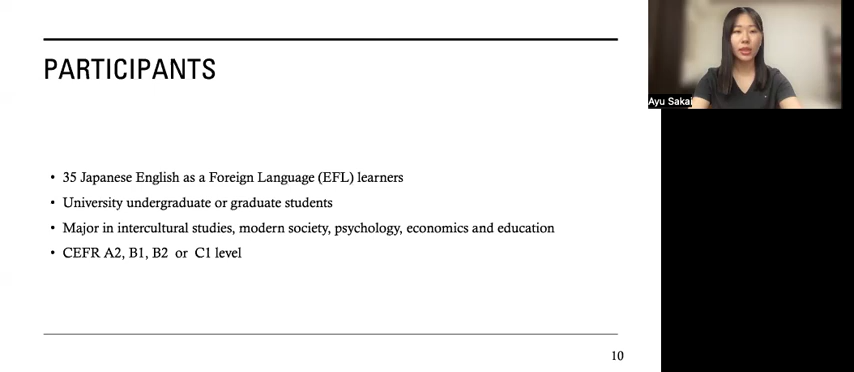 PARTICIPANTS
Ayu Sakai
• 35 Japanese English as a Foreign Language (EFL) learners
• University undergraduate or graduate students
• Major in intercultural studies, modern society, psychology, economics and education
• CEFR A2, B1, B2 or C1 level
10